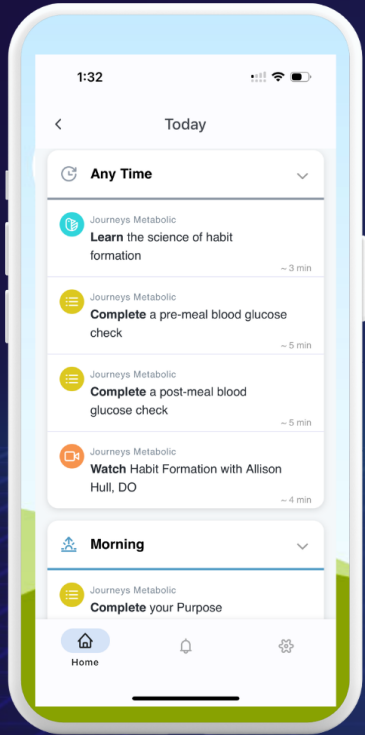 1:32
Today
Any Time
Journeys Metabolic
Learn the science of habit
formation
~ 3 min
Journeys Metabolic
Complete a pre-meal blood glucose
check
~ 5 min
Journeys Metabolic
Complete a post-meal blood
glucose check
~ 5 min
Journeys Metabolic
Watch Habit Formation with Allison
Hull, DO
~ 4 min
Morning
Journeys Metabolic
Complete your Purpose
Home